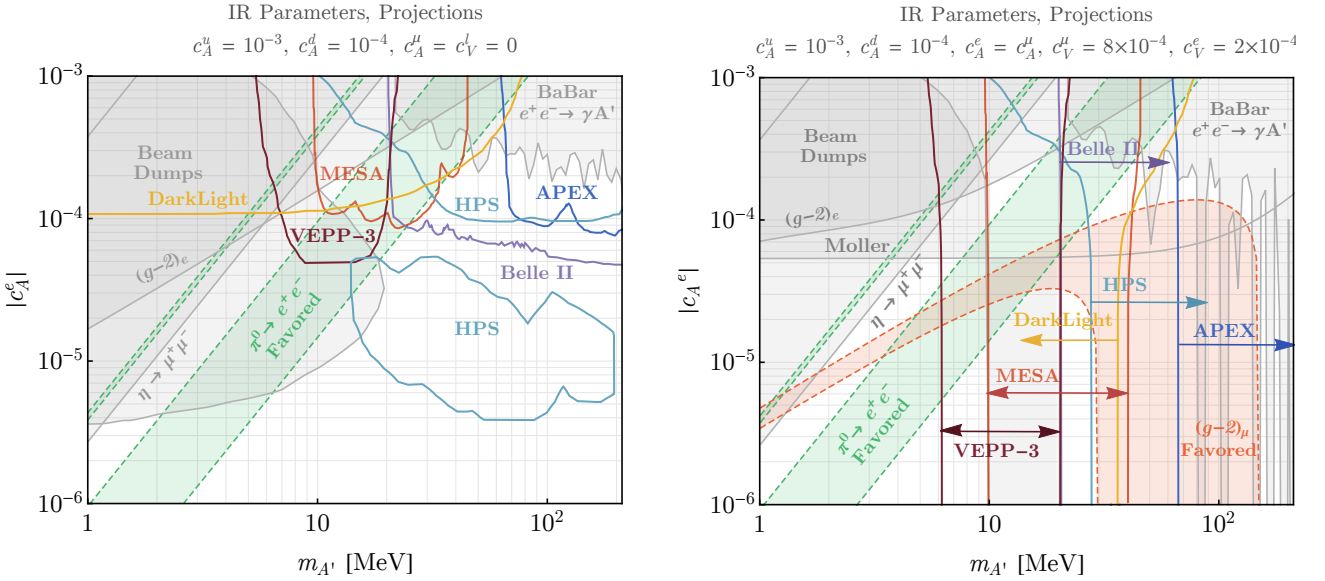 IR Parameters, Projections
c_A^u = 10^{-3}, c_A^d = 10^{-4}, c_A^μ = c_V^l = 0
10^{-3}
10^{-4}
10^{-5}
10^{-6}
|c_A^e|
BaBar
e^+ e^- → γ A'
Beam
Dumps
MESA
DarkLight
APEX
HPS
VEPP-3
(g-2)_e
Belle II
π^0 → e^+ e^-
Favored
HPS
η → μ^+ μ^-
1
10
10^2
m_{A'} [MeV]
IR Parameters, Projections
c_A^u = 10^{-3}, c_A^d = 10^{-4}, c_A^e = c_A^μ, c_V^μ = 8×10^{-4}, c_V^e = 2×10^{-4}
10^{-3}
10^{-4}
10^{-5}
10^{-6}
|c_A^e|
BaBar
e^+ e^- → γ A'
Beam
Dumps
Belle II
(g-2)_e
Moller
η → μ^+ μ^-
HPS
DarkLight
APEX
MESA
π^0 → e^+ e^-
Favored
VEPP-3
(g-2)_μ
Favored
1
10
10^2
m_{A'} [MeV]